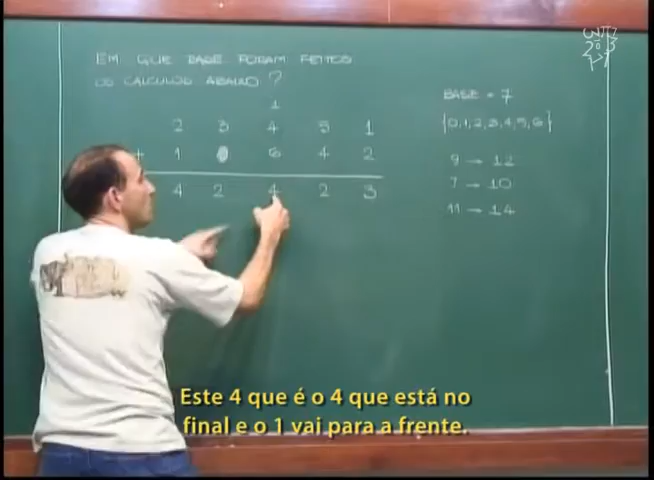 EM QUE BASE FORAM FEITOS
OS CÁLCULOS ABAIXO ?
1
2 3 4 5 1
+ 1 0 6 4 2
4 2 4 2 3
BASE = 7
{0,1,2,3,4,5,6}
9 → 12
7 → 10
11 → 14
Este 4 que é o 4 que está no
final e o 1 vai para a frente.